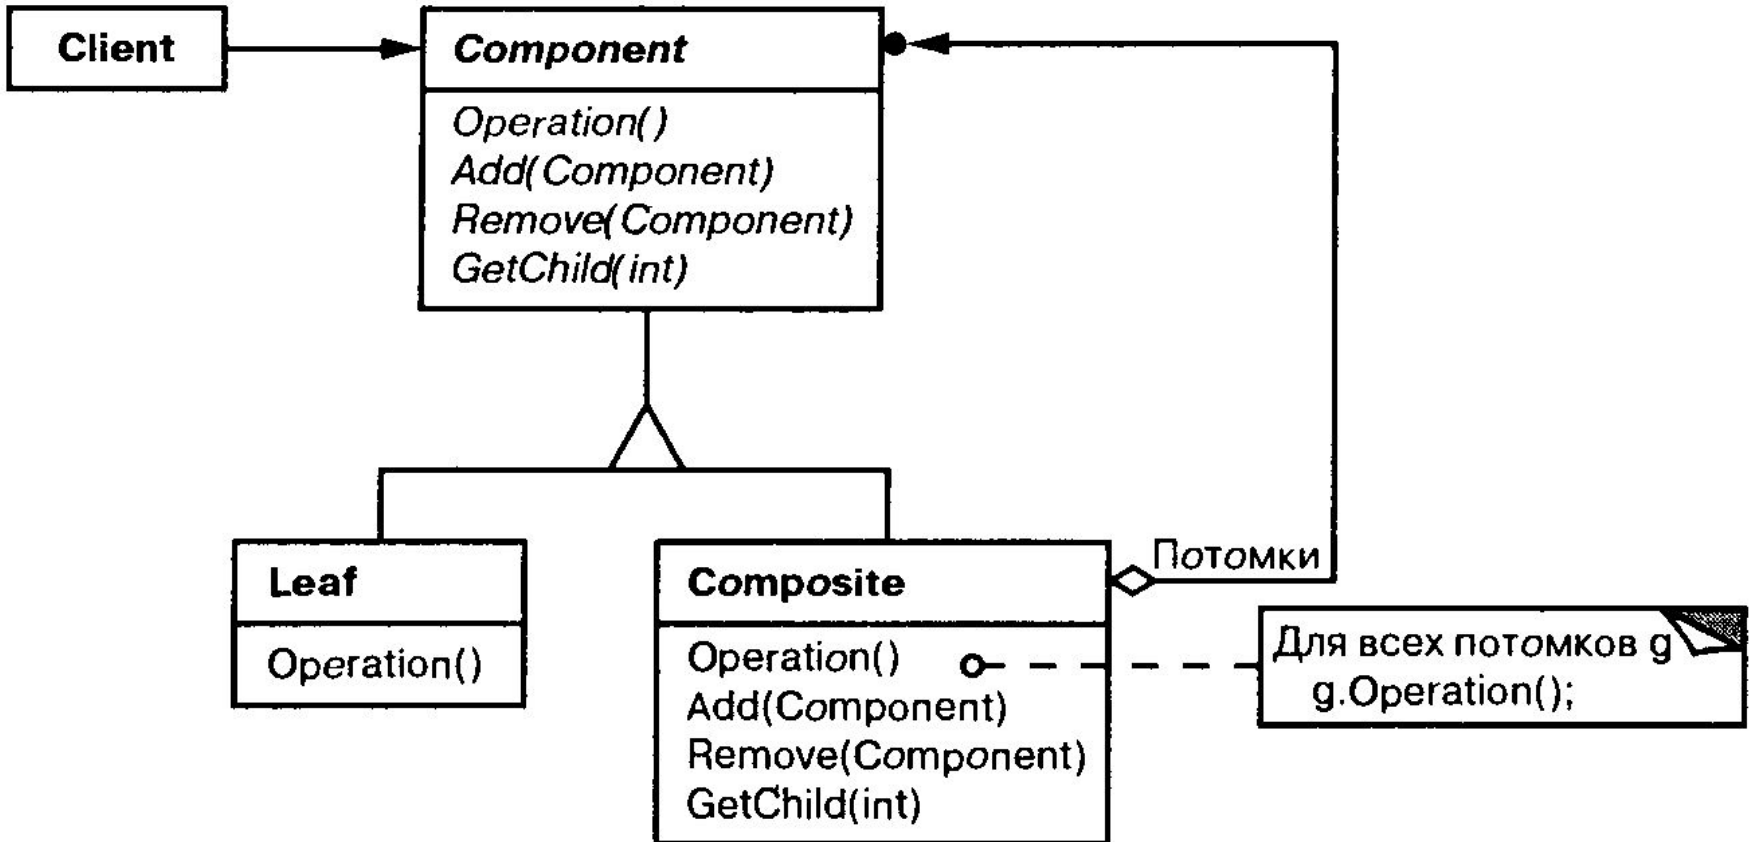 Client
Component
Operation()
Add(Component)
Remove(Component)
GetChild(int)
Leaf
Operation()
Composite
Operation()
Add(Component)
Remove(Component)
GetChild(int)
Потомки
Для всех потомков g
g.Operation();